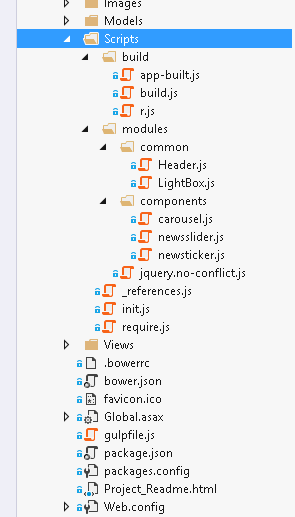 Images
Models
Scripts
build
app-built.js
build.js
r.js
modules
common
Header.js
LightBox.js
components
carousel.js
newsslider.js
newsticker.js
jquery.no-conflict.js
_references.js
init.js
require.js
Views
.bowerrc
bower.json
favicon.ico
Global.asax
gulpfile.js
package.json
packages.config
Project_Readme.html
Web.config